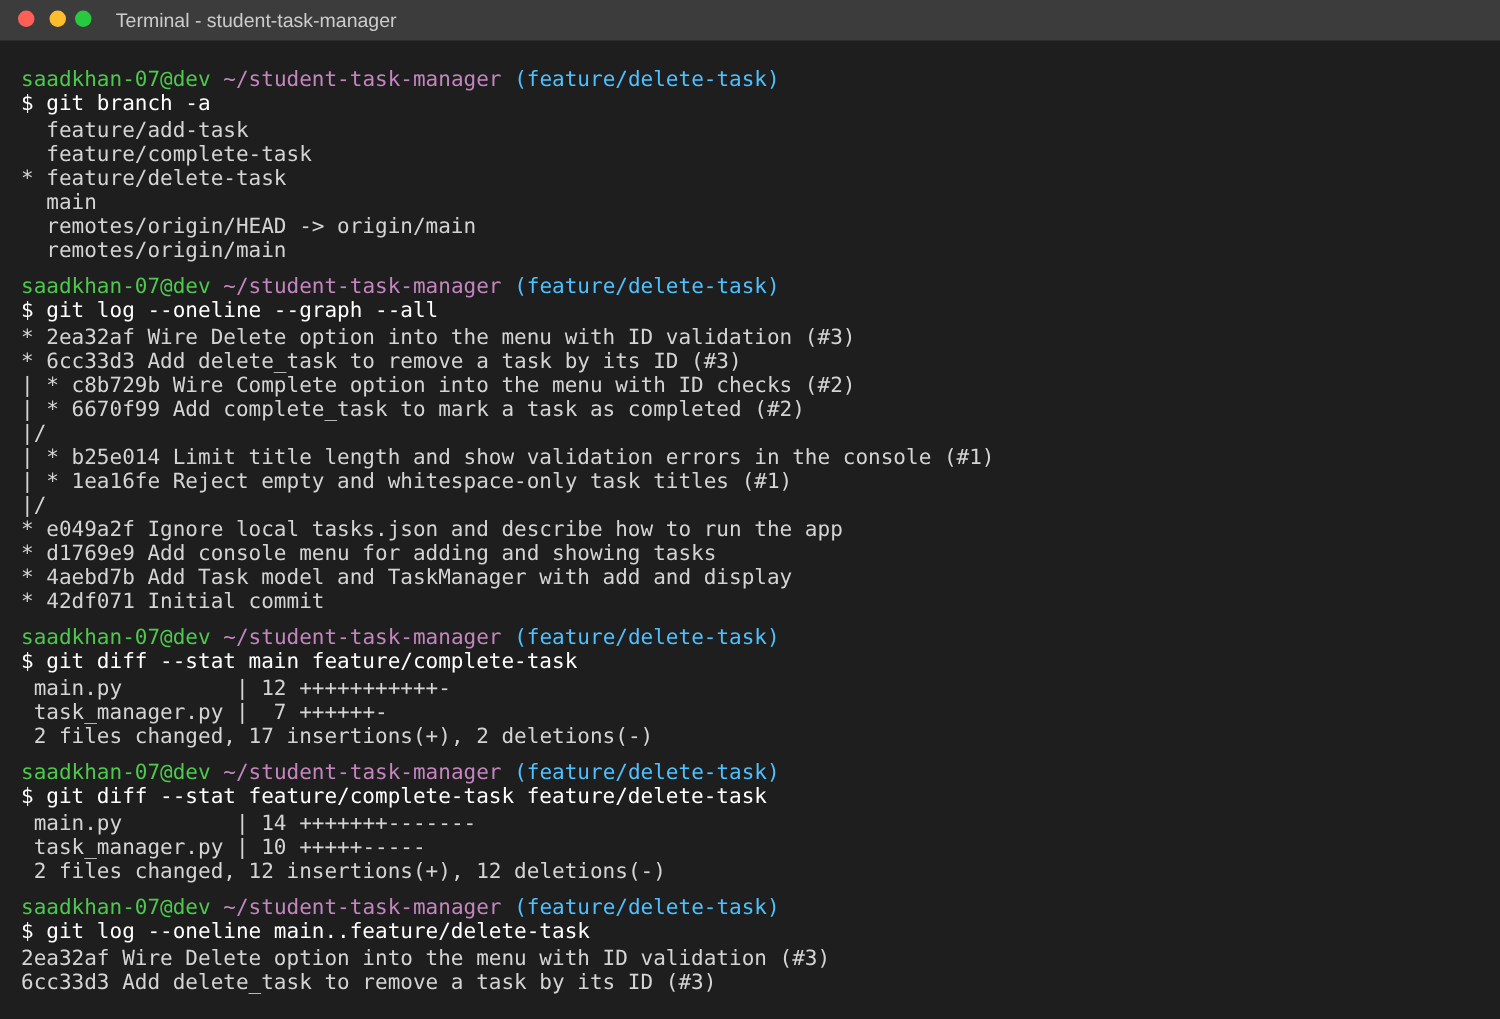 Terminal - student-task-manager
saadkhan-07@dev ~/student-task-manager (feature/delete-task)
$ git branch -a
  feature/add-task
  feature/complete-task
* feature/delete-task
  main
  remotes/origin/HEAD -> origin/main
  remotes/origin/main
saadkhan-07@dev ~/student-task-manager (feature/delete-task)
$ git log --oneline --graph --all
* 2ea32af Wire Delete option into the menu with ID validation (#3)
* 6cc33d3 Add delete_task to remove a task by its ID (#3)
| * c8b729b Wire Complete option into the menu with ID checks (#2)
| * 6670f99 Add complete_task to mark a task as completed (#2)
|/
| * b25e014 Limit title length and show validation errors in the console (#1)
| * 1ea16fe Reject empty and whitespace-only task titles (#1)
|/
* e049a2f Ignore local tasks.json and describe how to run the app
* d1769e9 Add console menu for adding and showing tasks
* 4aebd7b Add Task model and TaskManager with add and display
* 42df071 Initial commit
saadkhan-07@dev ~/student-task-manager (feature/delete-task)
$ git diff --stat main feature/complete-task
 main.py         | 12 +++++++++++-
 task_manager.py |  7 ++++++-
 2 files changed, 17 insertions(+), 2 deletions(-)
saadkhan-07@dev ~/student-task-manager (feature/delete-task)
$ git diff --stat feature/complete-task feature/delete-task
 main.py         | 14 +++++++-------
 task_manager.py | 10 +++++-----
 2 files changed, 12 insertions(+), 12 deletions(-)
saadkhan-07@dev ~/student-task-manager (feature/delete-task)
$ git log --oneline main..feature/delete-task
2ea32af Wire Delete option into the menu with ID validation (#3)
6cc33d3 Add delete_task to remove a task by its ID (#3)